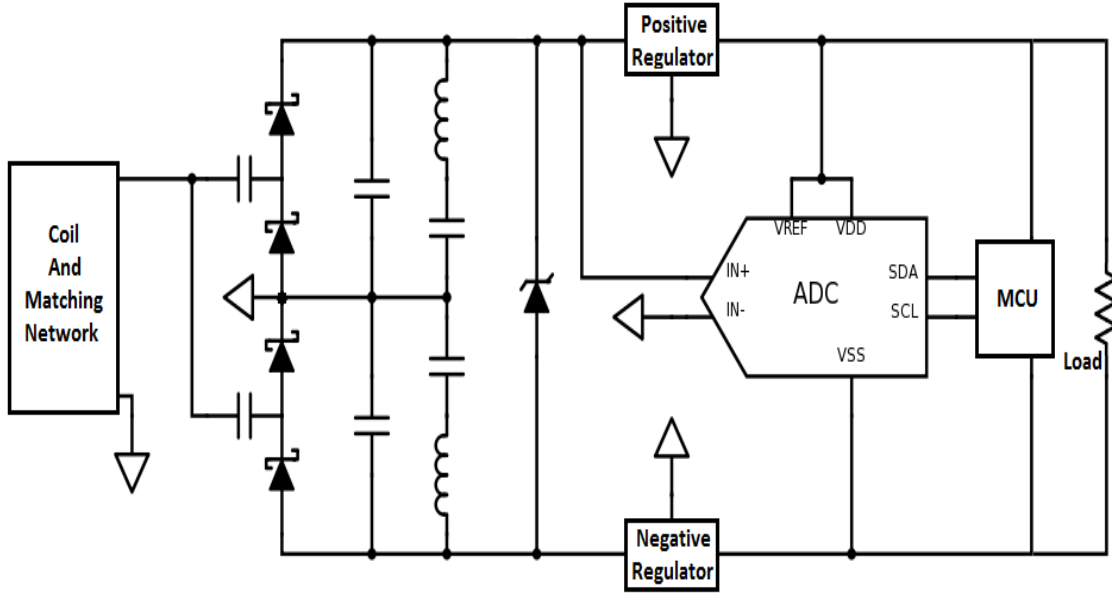 Positive
Regulator
Coil
And
Matching
Network
VREF
VDD
IN+
IN-
ADC
SDA
SCL
VSS
MCU
Load
Negative
Regulator